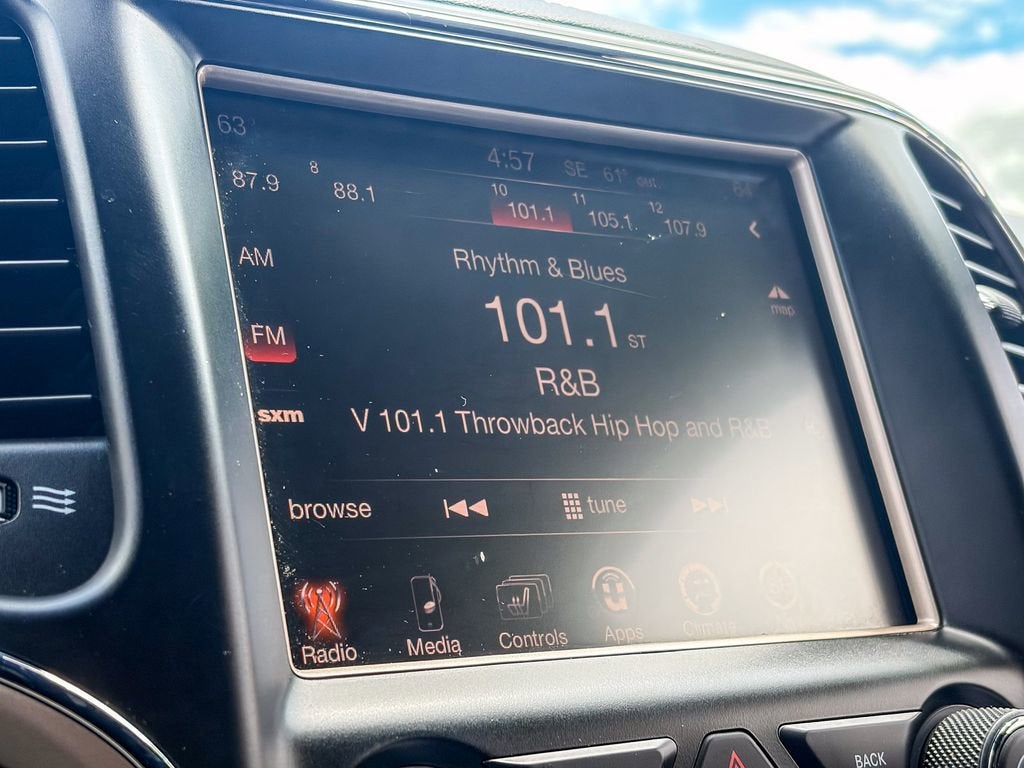 63
4:57 SE 61° out.
64
8 10 11 12
87.9 88.1 101.1 105.1 107.9
AM
Rhythm & Blues
map
FM
101.1 ST
R&B
sxm
V 101.1 Throwback Hip Hop and R&B
browse tune
Radio Media Controls Apps Climate
BACK